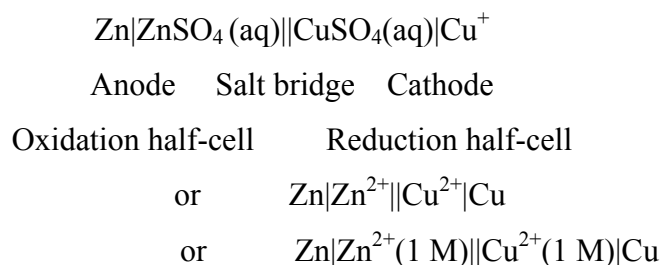 Zn|ZnSO₄ (aq)||CuSO₄(aq)|Cu⁺
Anode Salt bridge Cathode
Oxidation half-cell Reduction half-cell
or Zn|Zn²⁺||Cu²⁺|Cu
or Zn|Zn²⁺(1 M)||Cu²⁺(1 M)|Cu